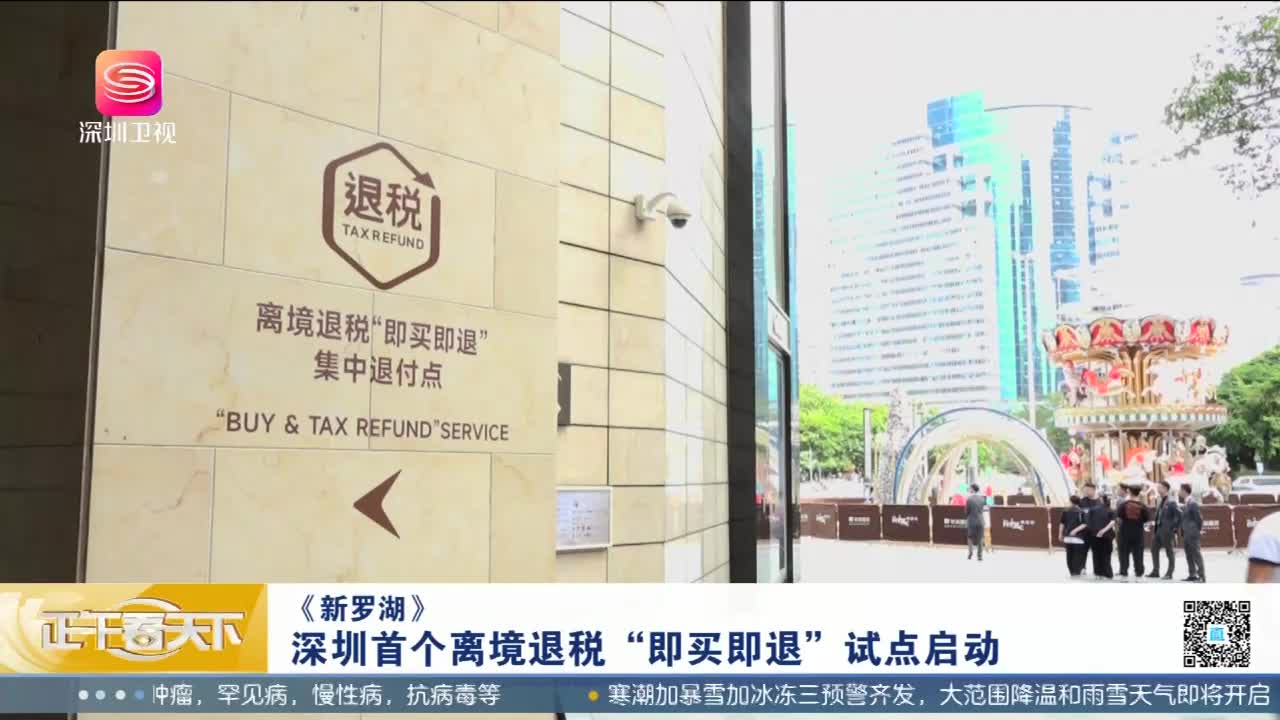 深圳卫视
退税
TAX REFUND
离境退税“即买即退”
集中退付点
“BUY & TAX REFUND”SERVICE
正午看天下
《新罗湖》
深圳首个离境退税“即买即退”试点启动
肿瘤，罕见病，慢性病，抗病毒等
寒潮加暴雪加冰冻三预警齐发，大范围降温和雨雪天气即将开启